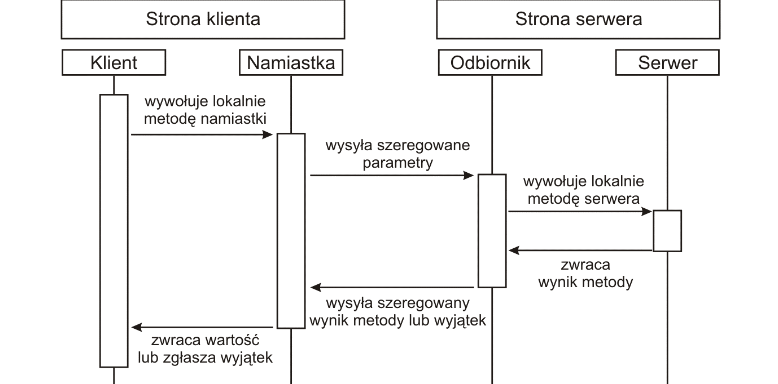 Strona klienta
Strona serwera
Klient
Namiastka
Odbiornik
Serwer
wywołuje lokalnie
metodę namiastki
wysyła szeregowane
parametry
wywołuje lokalnie
metodę serwera
zwraca
wynik metody
wysyła szeregowany
wynik metody lub wyjątek
zwraca wartość
lub zgłasza wyjątek